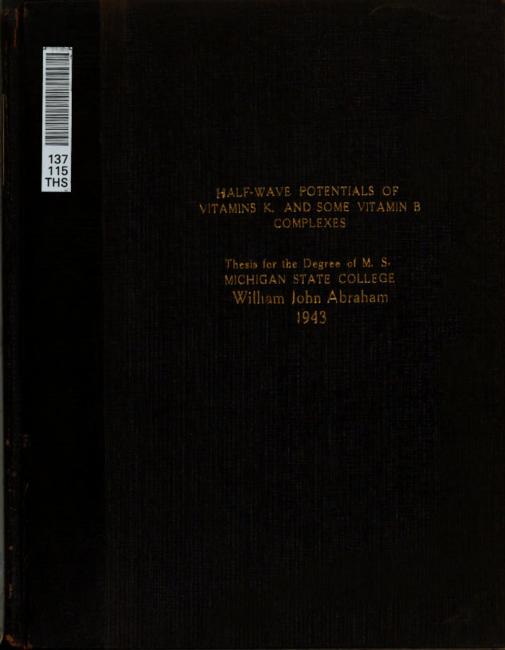 137
115
THS
HALF-WAVE POTENTIALS OF
VITAMINS K. AND SOME VITAMIN B
COMPLEXES
Thesis for the Degree of M. S.
MICHIGAN STATE COLLEGE
William John Abraham
1943